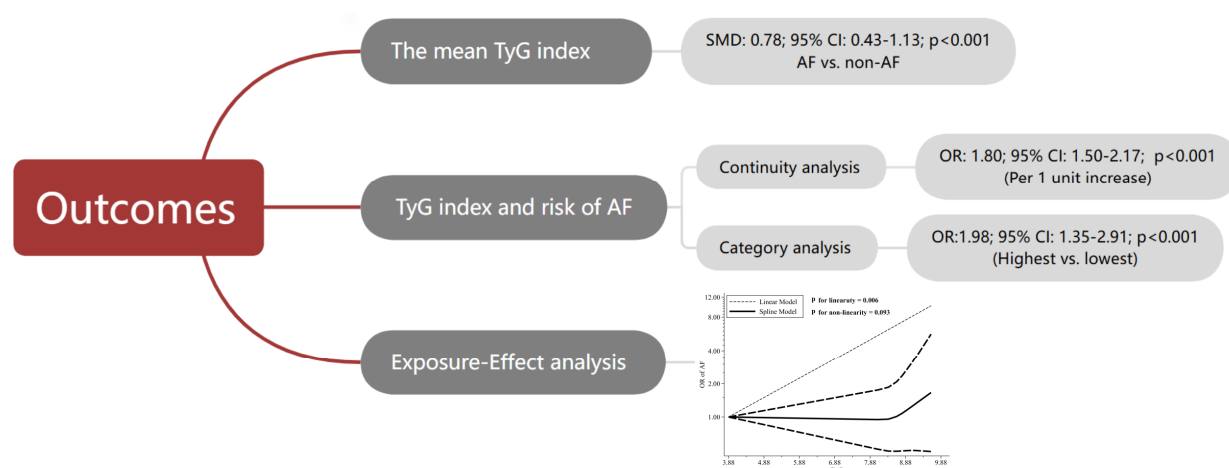 Outcomes
The mean TyG index
SMD: 0.78; 95% CI: 0.43-1.13; p<0.001
AF vs. non-AF
TyG index and risk of AF
Continuity analysis
OR: 1.80; 95% CI: 1.50-2.17; p<0.001
(Per 1 unit increase)
Category analysis
OR:1.98; 95% CI: 1.35-2.91; p<0.001
(Highest vs. lowest)
Exposure-Effect analysis
Linear Model
P for linearuty = 0.006
Spline Model
P for non-linearity = 0.093
OR of AF
12.00
8.00
4.00
2.00
1.00
3.88 4.88 5.88 6.88 7.88 8.88 9.88